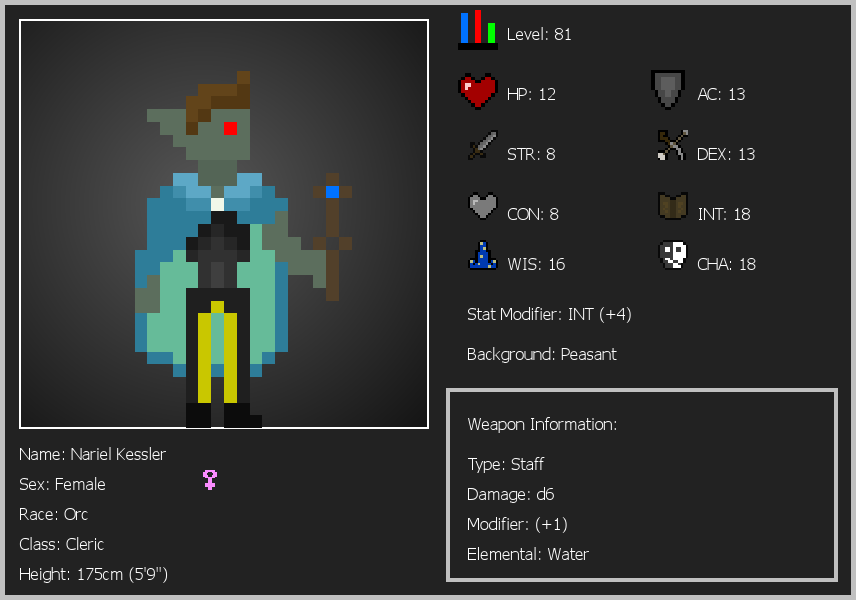 Level: 81
HP: 12
AC: 13
STR: 8
DEX: 13
CON: 8
INT: 18
WIS: 16
CHA: 18
Stat Modifier: INT (+4)
Background: Peasant
Weapon Information:
Type: Staff
Damage: d6
Modifier: (+1)
Elemental: Water
Name: Nariel Kessler
Sex: Female
Race: Orc
Class: Cleric
Height: 175cm (5'9")